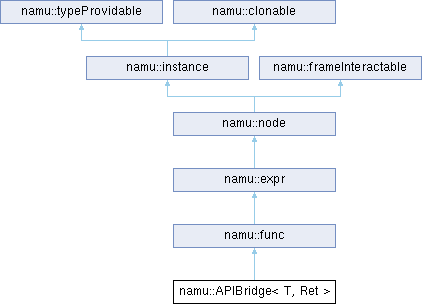 namu::typeProvidable
namu::clonable
namu::instance
namu::frameInteractable
namu::node
namu::expr
namu::func
namu::APIBridge< T, Ret >